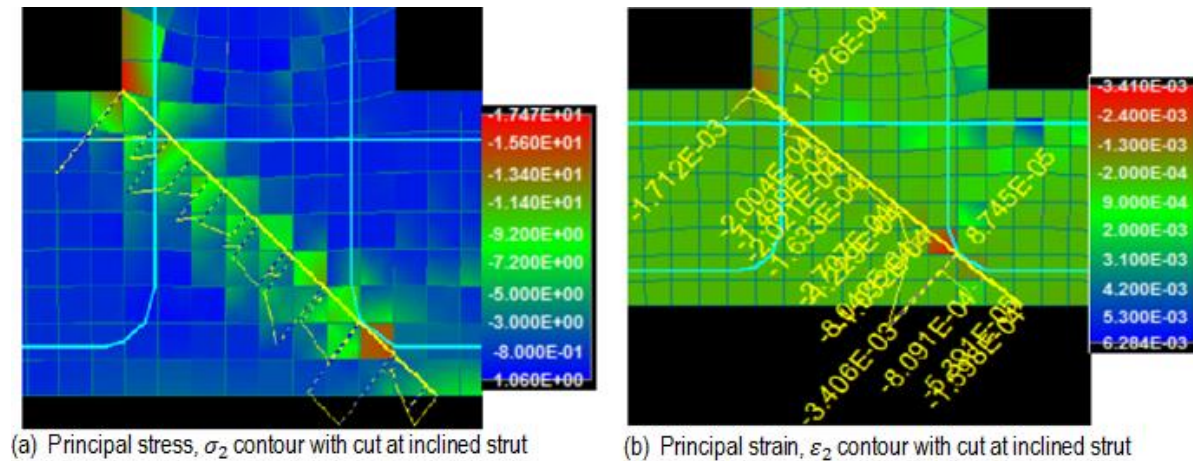 -1.747E+01
-1.560E+01
-1.340E+01
-1.140E+01
-9.200E+00
-7.200E+00
-5.000E+00
-3.000E+00
-8.000E-01
1.060E+00
(a) Principal stress, σ₂ contour with cut at inclined strut
1.876E-04
-1.712E-03
-2.004E-04
8.745E-05
-8.091E-04
-3.406E-03
-3.410E-03
-2.400E-03
-1.300E-03
-2.000E-04
9.000E-04
2.000E-03
3.100E-03
4.200E-03
5.300E-03
6.284E-03
(b) Principal strain, ε₂ contour with cut at inclined strut